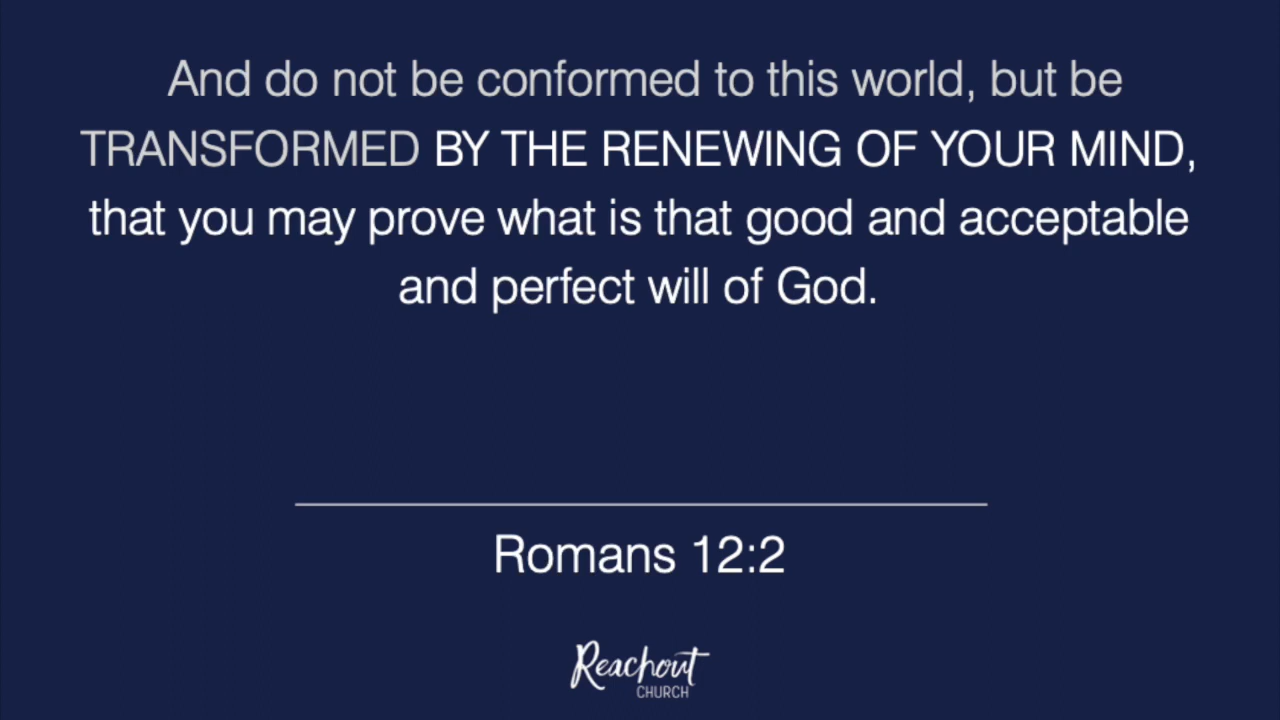 And do not be conformed to this world, but be
TRANSFORMED BY THE RENEWING OF YOUR MIND,
that you may prove what is that good and acceptable
and perfect will of God.
Romans 12:2
Reachout
CHURCH